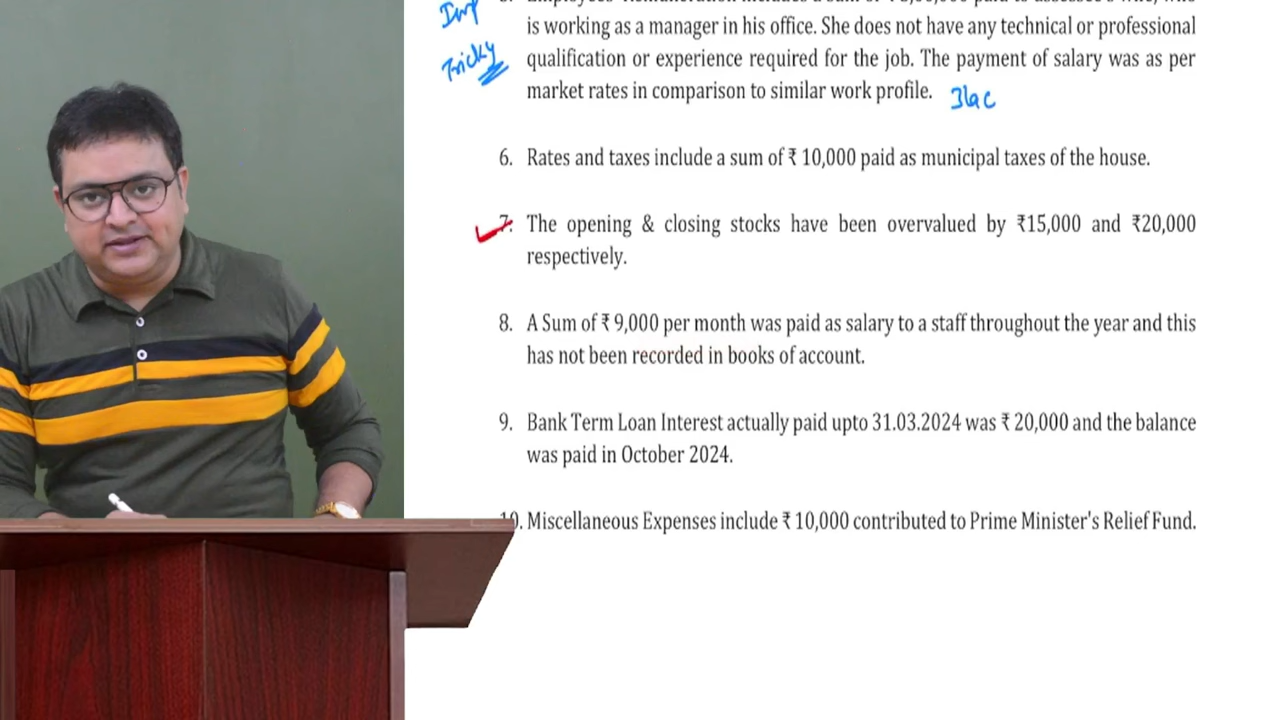 Imp
is working as a manager in his office. She does not have any technical or professional
Tricky
qualification or experience required for the job. The payment of salary was as per
market rates in comparison to similar work profile. 3lac
6. Rates and taxes include a sum of ₹ 10,000 paid as municipal taxes of the house.
7. The opening & closing stocks have been overvalued by ₹15,000 and ₹20,000
respectively.
8. A Sum of ₹ 9,000 per month was paid as salary to a staff throughout the year and this
has not been recorded in books of account.
9. Bank Term Loan Interest actually paid upto 31.03.2024 was ₹ 20,000 and the balance
was paid in October 2024.
10. Miscellaneous Expenses include ₹ 10,000 contributed to Prime Minister's Relief Fund.